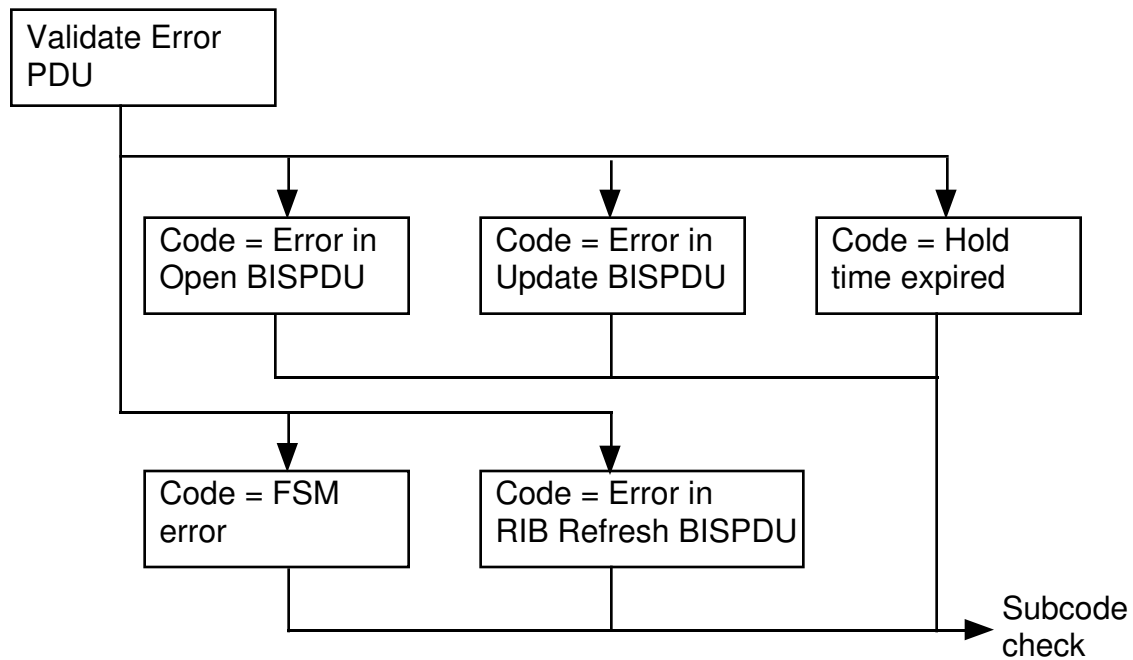 Validate Error
PDU
Code = Error in
Open BISPDU
Code = Error in
Update BISPDU
Code = Hold
time expired
Code = FSM
error
Code = Error in
RIB Refresh BISPDU
Subcode
check